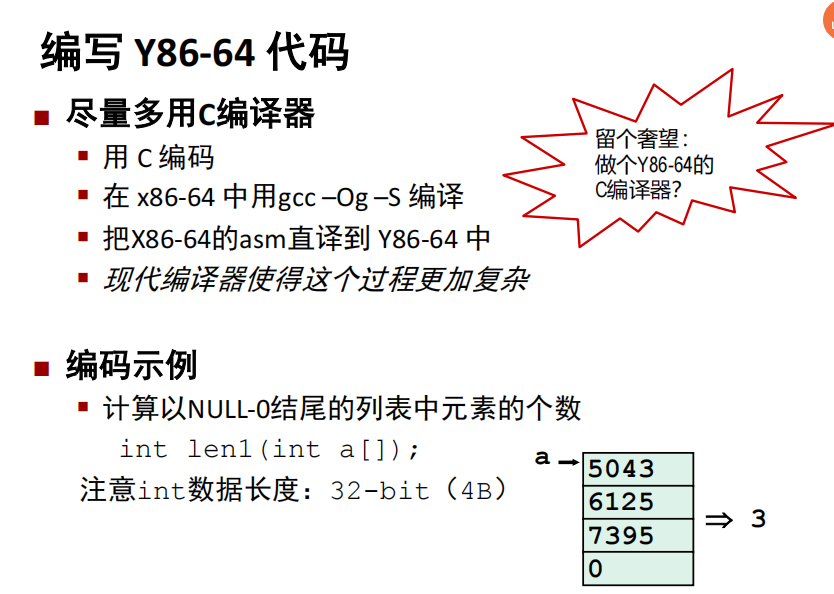 编写 Y86-64 代码
尽量多用C编译器
用 C 编码
在 x86-64 中用gcc –Og –S 编译
把X86-64的asm直译到 Y86-64 中
现代编译器使得这个过程更加复杂
留个奢望：
做个Y86-64的
C编译器？
编码示例
计算以NULL-0结尾的列表中元素的个数
int len1(int a[]);
注意int数据长度：32-bit（4B）
a
5043
6125
7395
0
⇒ 3